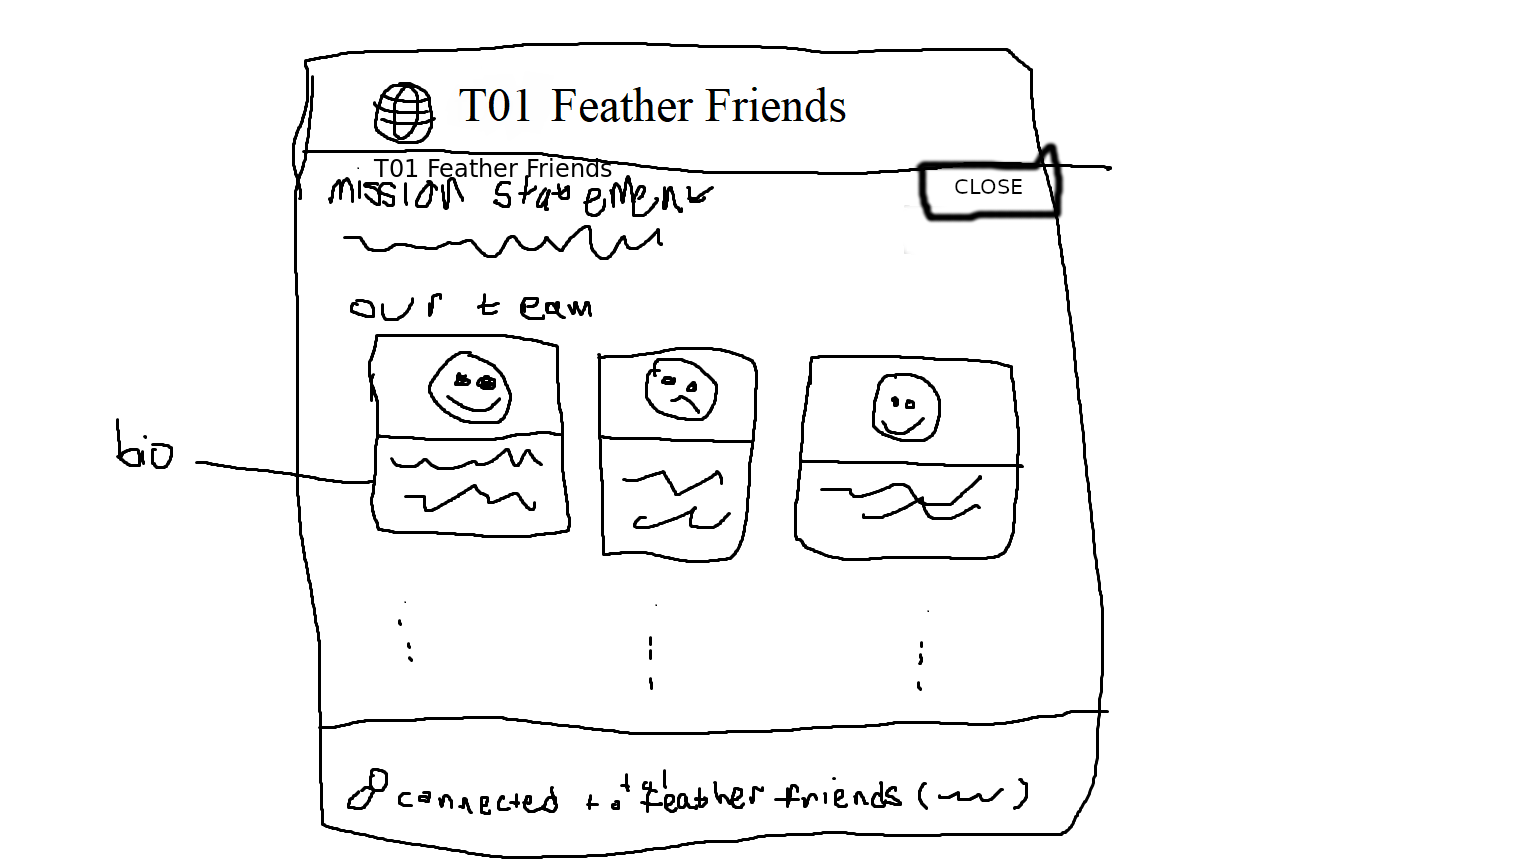 T01 Feather Friends
T01 Feather Friends
CLOSE
mission statement
our team
bio
connected to feather friends ( )